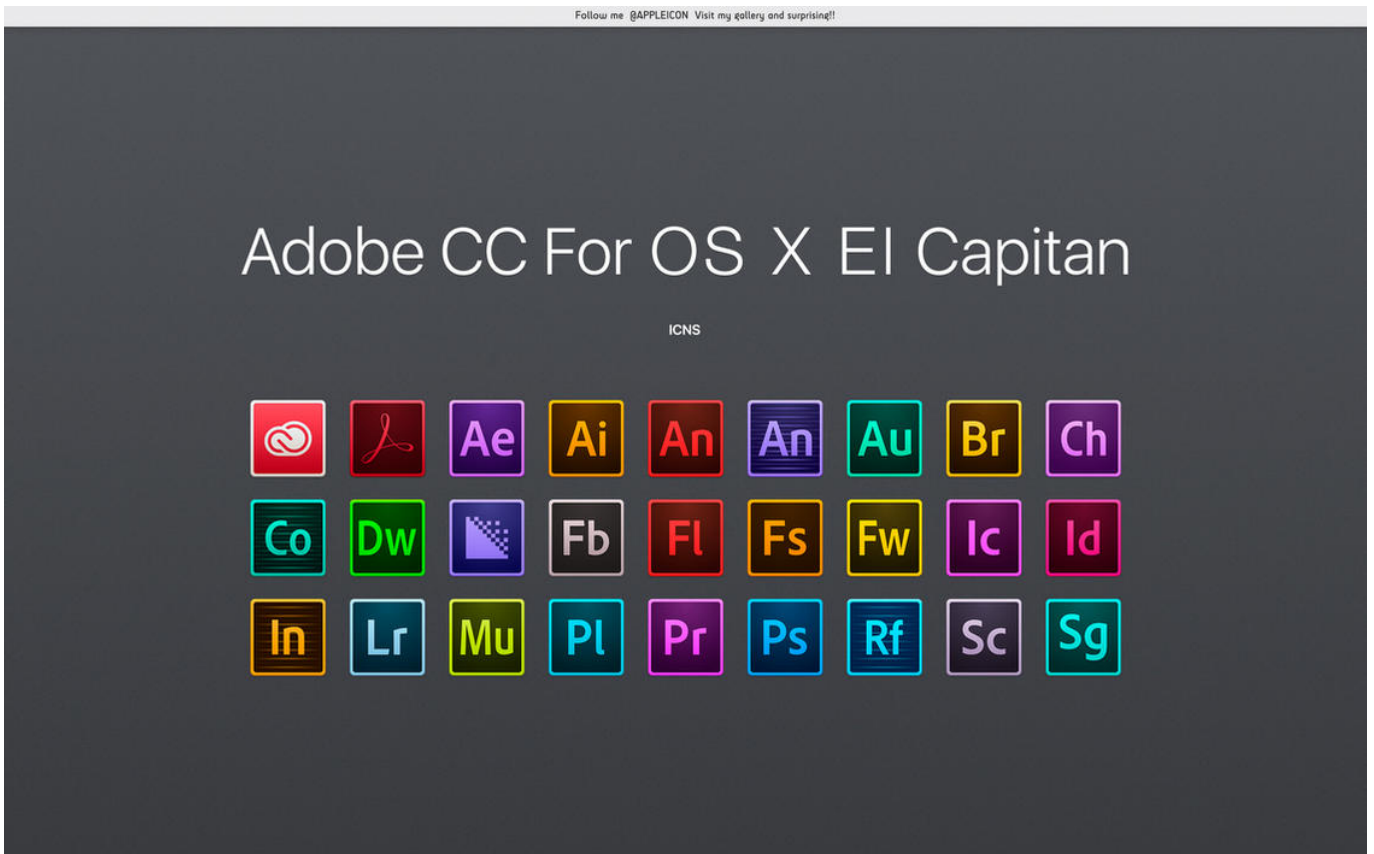 Follow me @APPLEICON Visit my gallery and surprising!!
Adobe CC For OS X EI Capitan
ICNS
Ae Ai An An Au Br Ch
Co Dw Fb Fl Fs Fw Ic Id
In Lr Mu Pl Pr Ps Rf Sc Sg